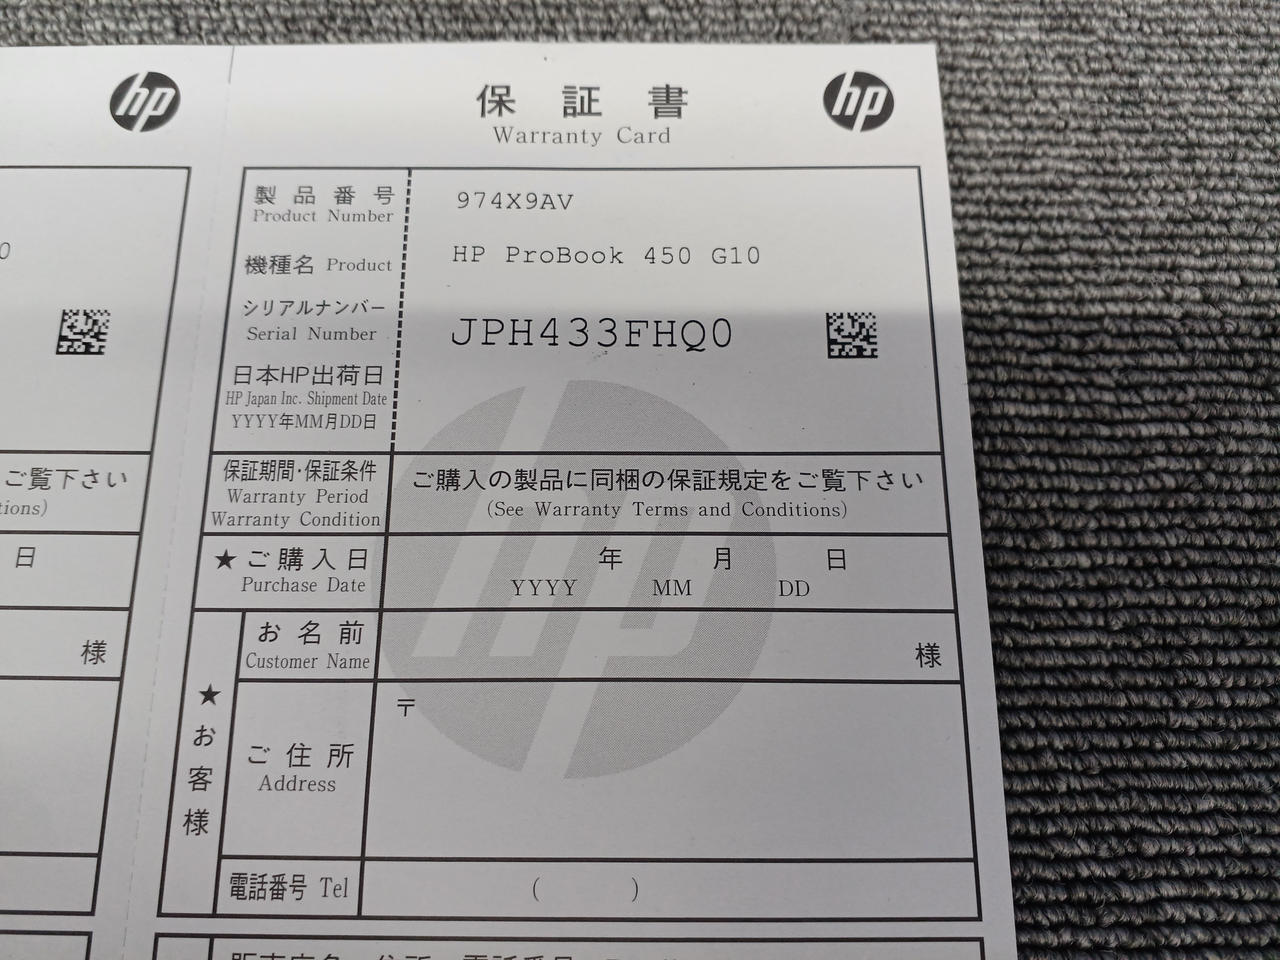 hp
0
ご覧下さい
ions)
日
様
保証書
Warranty Card
hp
製品番号
Product Number
974X9AV
機種名 Product
HP ProBook 450 G10
シリアルナンバー
Serial Number
JPH433FHQ0
日本HP出荷日
HP Japan Inc. Shipment Date
YYYY年MM月DD日
保証期間・保証条件
Warranty Period
Warranty Condition
ご購入の製品に同梱の保証規定をご覧下さい
(See Warranty Terms and Conditions)
★ご購入日
Purchase Date
年 月 日
YYYY MM DD
★お客様
お名前
Customer Name
様
ご住所
Address
〒
電話番号 Tel
( )